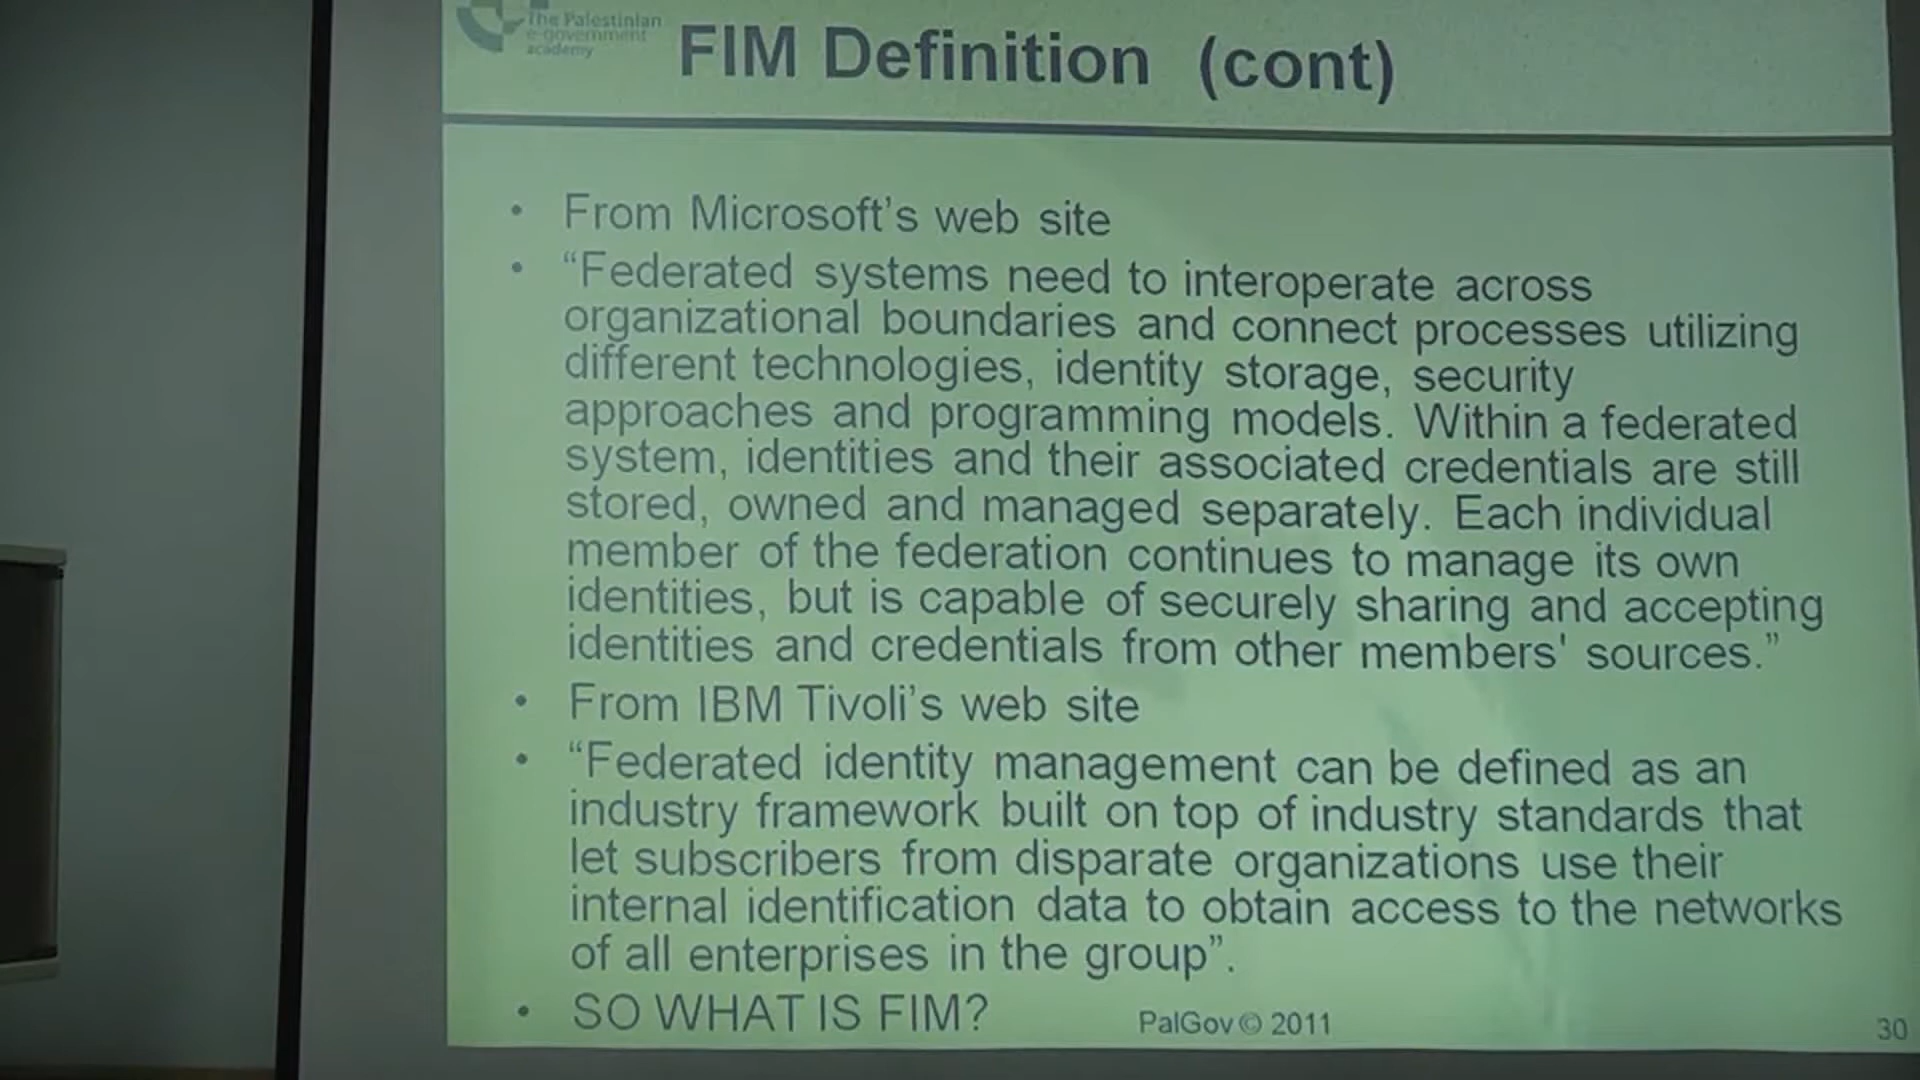 The Palestinian
e-government
academy
FIM Definition (cont)
• From Microsoft's web site
• “Federated systems need to interoperate across
organizational boundaries and connect processes utilizing
different technologies, identity storage, security
approaches and programming models. Within a federated
system, identities and their associated credentials are still
stored, owned and managed separately. Each individual
member of the federation continues to manage its own
identities, but is capable of securely sharing and accepting
identities and credentials from other members' sources.”
• From IBM Tivoli’s web site
• “Federated identity management can be defined as an
industry framework built on top of industry standards that
let subscribers from disparate organizations use their
internal identification data to obtain access to the networks
of all enterprises in the group”.
• SO WHAT IS FIM?
PalGov © 2011
30